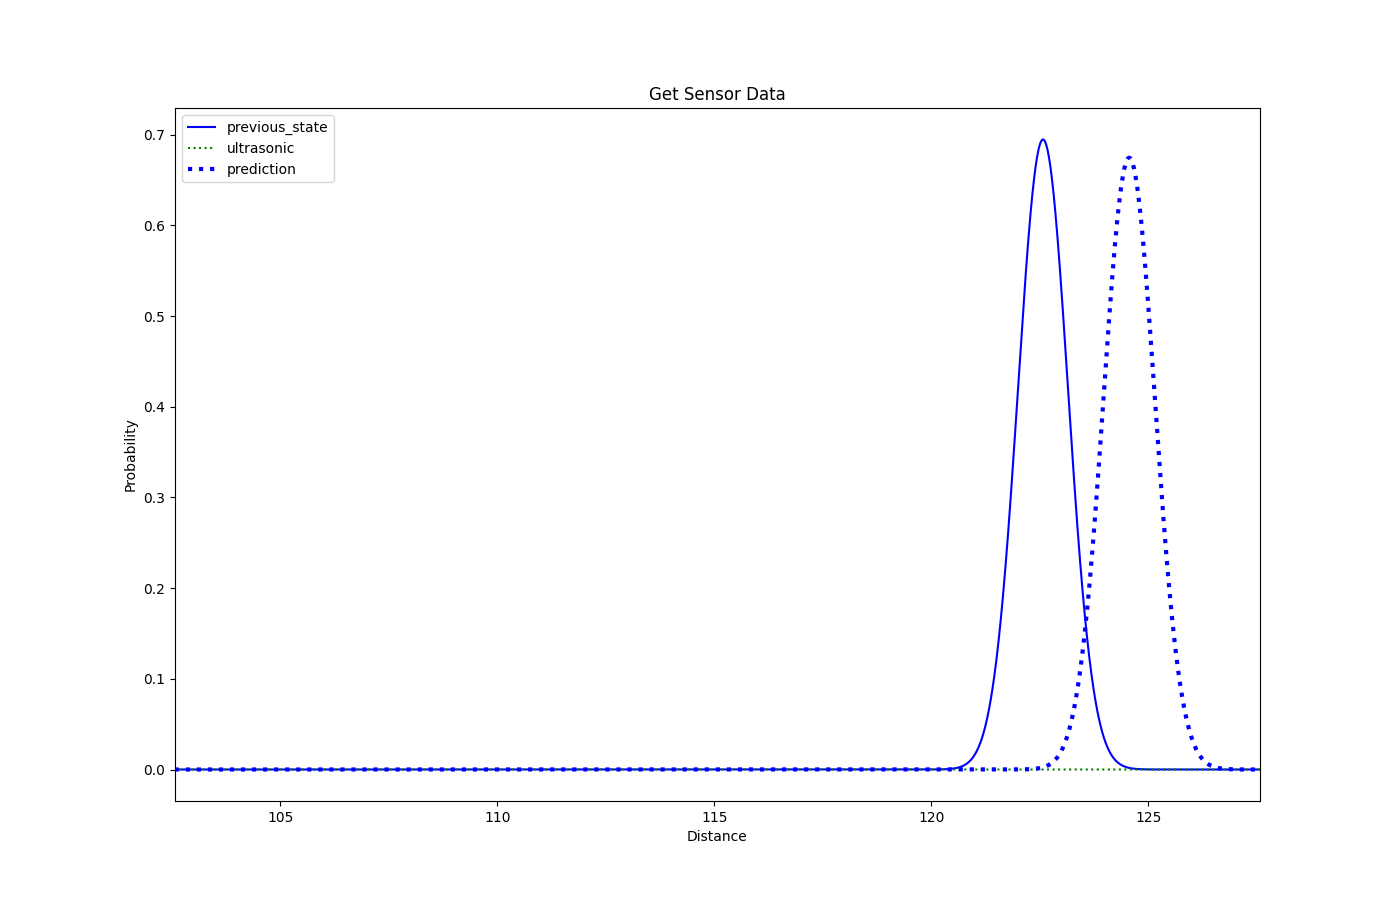 Get Sensor Data
previous_state
ultrasonic
prediction
0.7
0.6
0.5
0.4
0.3
0.2
0.1
0.0
Probability
105 110 115 120 125
Distance